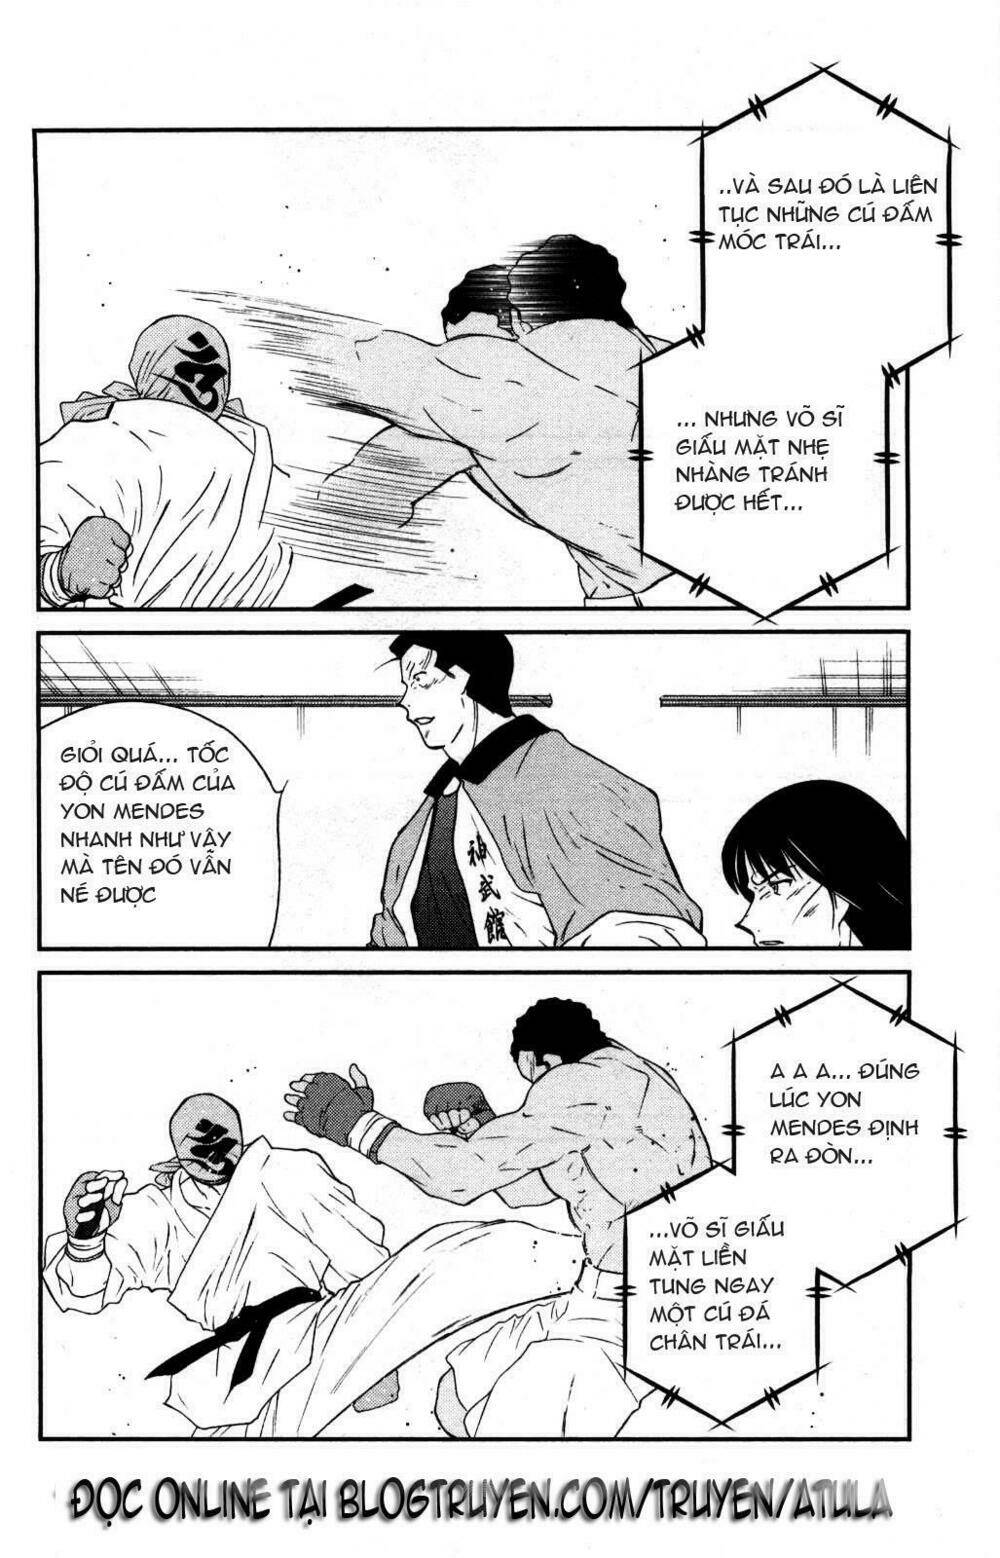 ..VÀ SAU ĐÓ LÀ LIÊN
TỤC NHỮNG CÚ ĐẤM
MÓC TRÁI...
... NHƯNG VÕ SĨ
GIẤU MẶT NHẸ
NHÀNG TRÁNH
ĐƯỢC HẾT...
GIỎI QUÁ... TỐC
ĐỘ CÚ ĐẤM CỦA
YON MENDES
NHANH NHƯ VẬY
MÀ TÊN ĐÓ VẪN
NÉ ĐƯỢC
神武館
A A A... ĐÚNG
LÚC YON
MENDES ĐỊNH
RA ĐÒN...
...VÕ SĨ GIẤU
MẶT LIỀN
TUNG NGAY
MỘT CÚ ĐÁ
CHÂN TRÁI...
ĐỌC ONLINE TẠI BLOGTRUYEN.COM/TRUYEN/ATULA